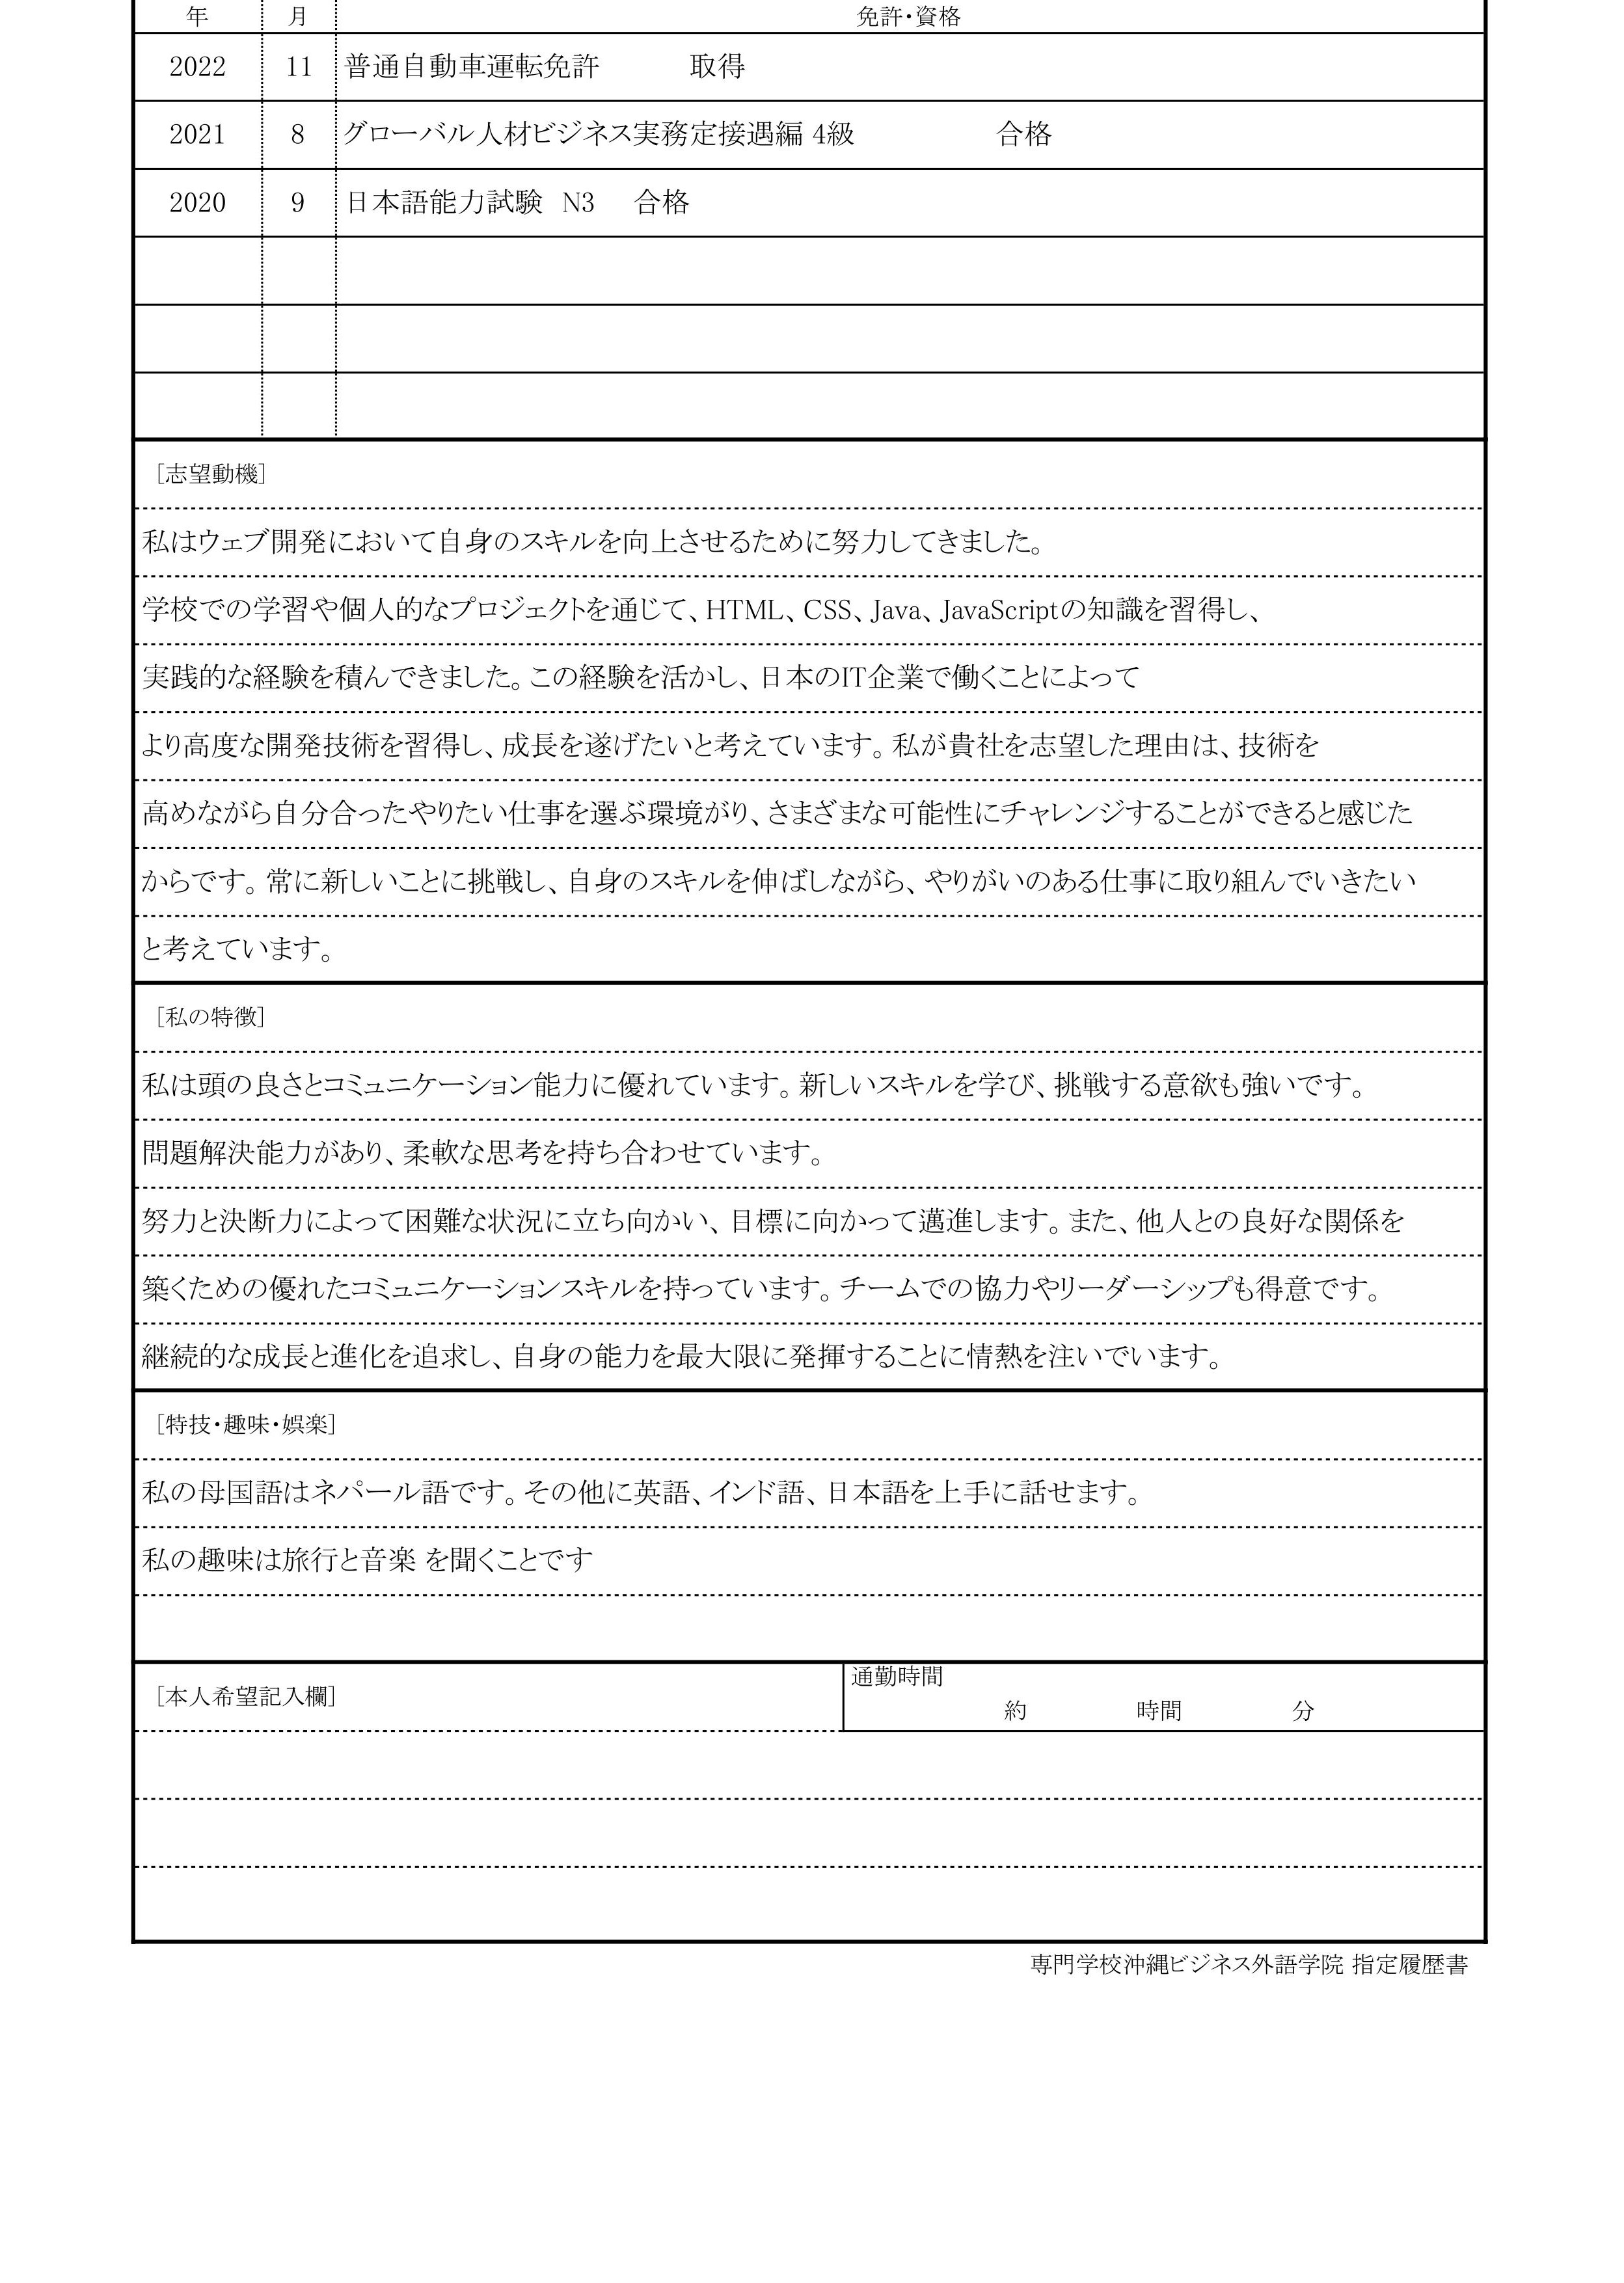 年 月 免許・資格
2022 11 普通自動車運転免許 取得
2021 8 グローバル人材ビジネス実務定接遇編 4級 合格
2020 9 日本語能力試験 N3 合格
［志望動機］
私はウェブ開発において自身のスキルを向上させるために努力してきました。
学校での学習や個人的なプロジェクトを通じて、HTML、CSS、Java、JavaScriptの知識を習得し、
実践的な経験を積んできました。この経験を活かし、日本のIT企業で働くことによって
より高度な開発技術を習得し、成長を遂げたいと考えています。私が貴社を志望した理由は、技術を
高めながら自分合ったやりたい仕事を選ぶ環境がり、さまざまな可能性にチャレンジすることができると感じた
からです。常に新しいことに挑戦し、自身のスキルを伸ばしながら、やりがいのある仕事に取り組んでいきたい
と考えています。
［私の特徴］
私は頭の良さとコミュニケーション能力に優れています。新しいスキルを学び、挑戦する意欲も強いです。
問題解決能力があり、柔軟な思考を持ち合わせています。
努力と決断力によって困難な状況に立ち向かい、目標に向かって邁進します。また、他人との良好な関係を
築くための優れたコミュニケーションスキルを持っています。チームでの協力やリーダーシップも得意です。
継続的な成長と進化を追求し、自身の能力を最大限に発揮することに情熱を注いでいます。
［特技・趣味・娯楽］
私の母国語はネパール語です。その他に英語、インド語、日本語を上手に話せます。
私の趣味は旅行と音楽 を聞くことです
［本人希望記入欄］
通勤時間
約 時間 分
専門学校沖縄ビジネス外語学院 指定履歴書